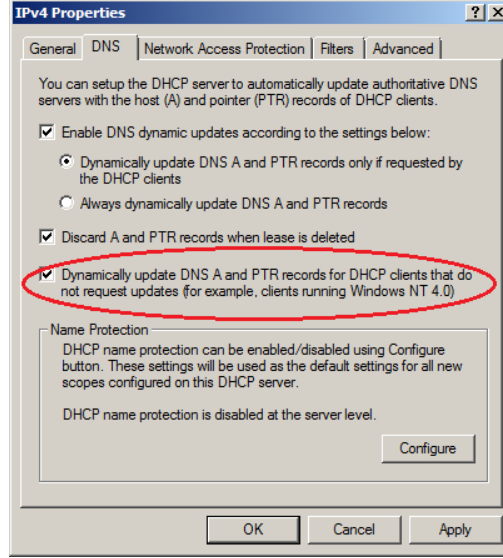 IPv4 Properties
General DNS Network Access Protection Filters Advanced
You can setup the DHCP server to automatically update authoritative DNS
servers with the host (A) and pointer (PTR) records of DHCP clients.
Enable DNS dynamic updates according to the settings below:
Dynamically update DNS A and PTR records only if requested by
the DHCP clients
Always dynamically update DNS A and PTR records
Discard A and PTR records when lease is deleted
Dynamically update DNS A and PTR records for DHCP clients that do
not request updates (for example, clients running Windows NT 4.0)
Name Protection
DHCP name protection can be enabled/disabled using Configure
button. These settings will be used as the default settings for all new
scopes configured on this DHCP server.
DHCP name protection is disabled at the server level.
Configure
OK Cancel Apply